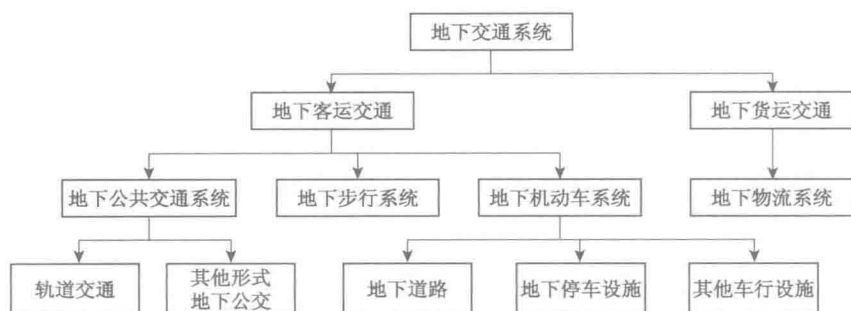 地下交通系统
地下客运交通
地下货运交通
地下公共交通系统
地下步行系统
地下机动车系统
地下物流系统
轨道交通
其他形式
地下公交
地下道路
地下停车设施
其他车行设施